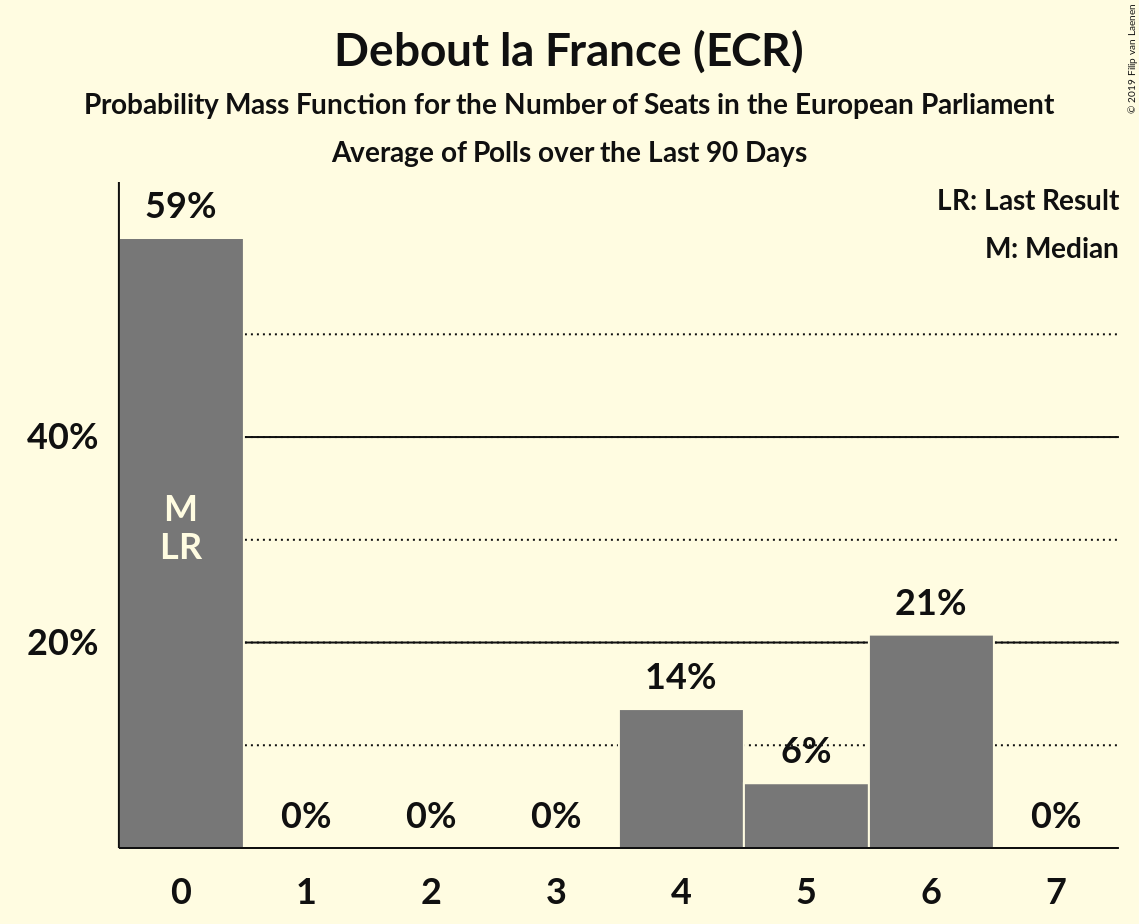 Debout la France (ECR)
Probability Mass Function for the Number of Seats in the European Parliament
Average of Polls over the Last 90 Days
© 2019 Filip van Laenen
LR: Last Result
M: Median
59%
40%
M
LR
21%
20%
14%
6%
0%
0%
0%
0%
0 1 2 3 4 5 6 7